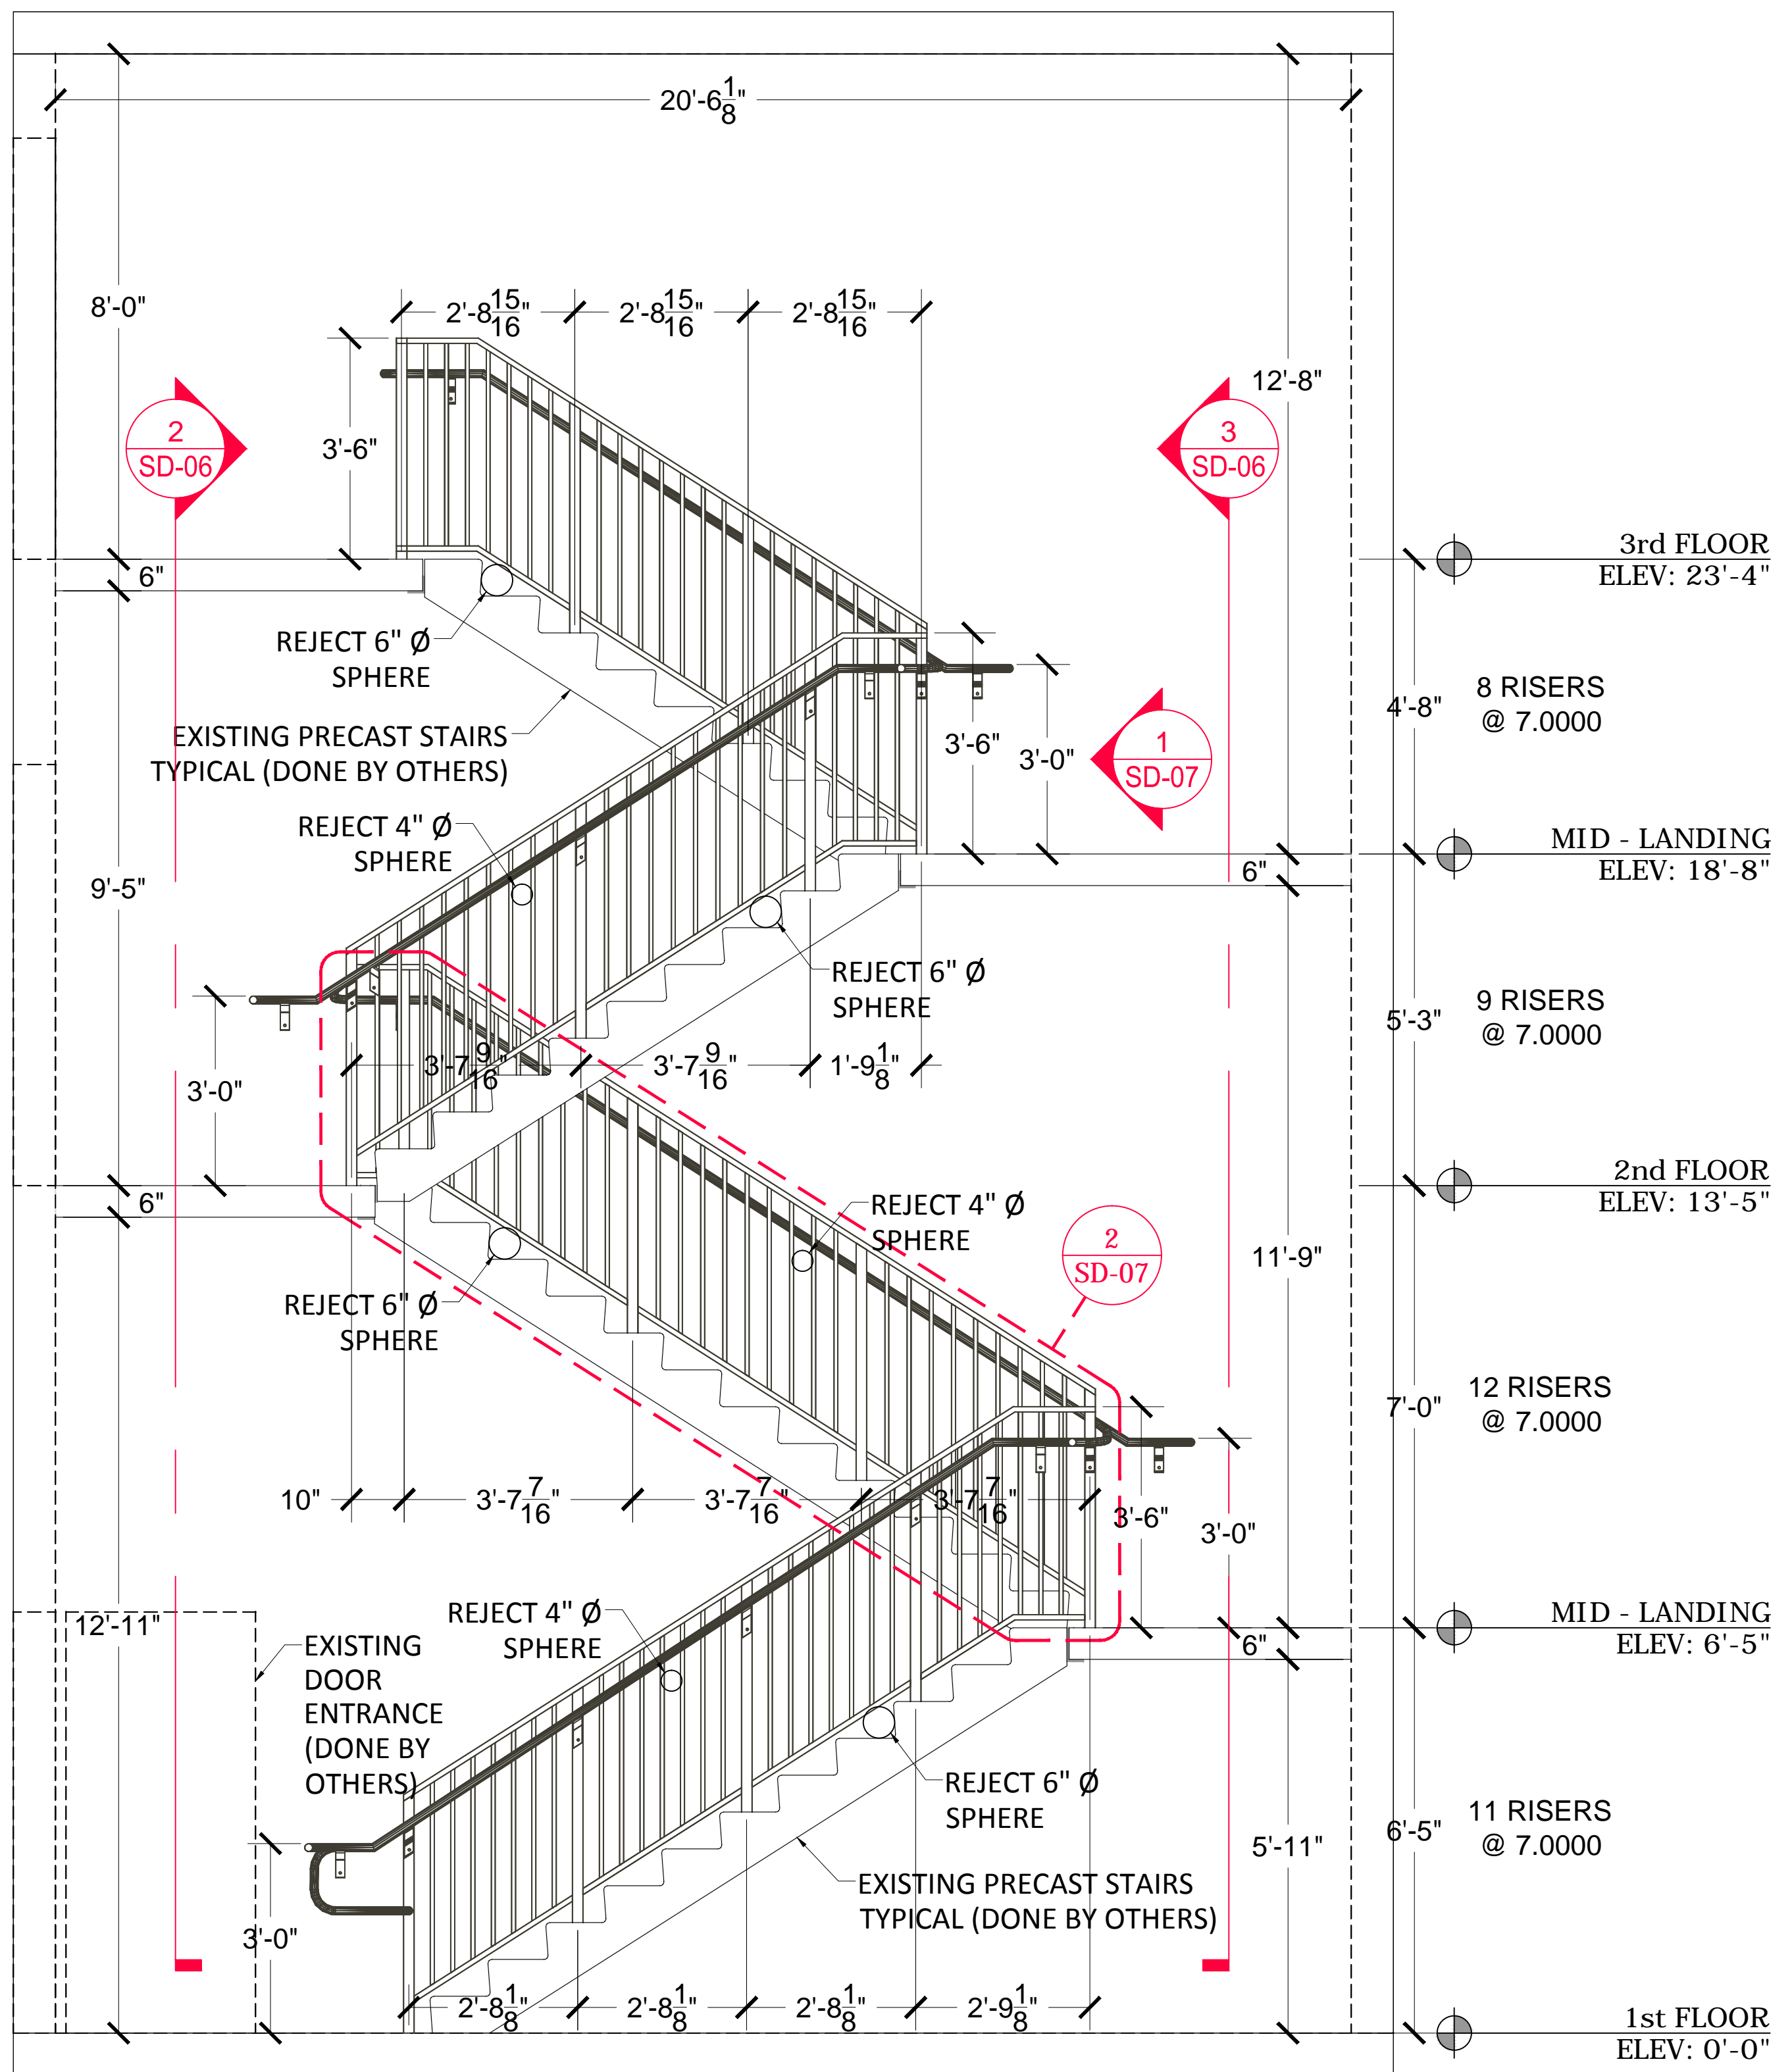 20'-6 1/8"
8'-0"
2'-8 15/16"
2'-8 15/16"
2'-8 15/16"
12'-8"
3'-6"
2
SD-06
3
SD-06
3rd FLOOR
ELEV: 23'-4"
6"
REJECT 6" Ø
SPHERE
EXISTING PRECAST STAIRS
TYPICAL (DONE BY OTHERS)
3'-6"
3'-0"
1
SD-07
4'-8"
8 RISERS
@ 7.0000
REJECT 4" Ø
SPHERE
MID - LANDING
ELEV: 18'-8"
6"
9'-5"
REJECT 6" Ø
SPHERE
5'-3"
9 RISERS
@ 7.0000
3'-0"
3'-7 9/16"
3'-7 9/16"
1'-9 1/8"
2nd FLOOR
ELEV: 13'-5"
6"
REJECT 4" Ø
SPHERE
2
SD-07
11'-9"
REJECT 6" Ø
SPHERE
7'-0"
12 RISERS
@ 7.0000
10"
3'-7 7/16"
3'-7 7/16"
3'-7 7/16"
3'-6"
3'-0"
12'-11"
REJECT 4" Ø
SPHERE
MID - LANDING
ELEV: 6'-5"
6"
EXISTING
DOOR
ENTRANCE
(DONE BY
OTHERS)
REJECT 6" Ø
SPHERE
5'-11"
6'-5"
11 RISERS
@ 7.0000
EXISTING PRECAST STAIRS
TYPICAL (DONE BY OTHERS)
3'-0"
2'-8 1/8"
2'-8 1/8"
2'-8 1/8"
2'-9 1/8"
1st FLOOR
ELEV: 0'-0"